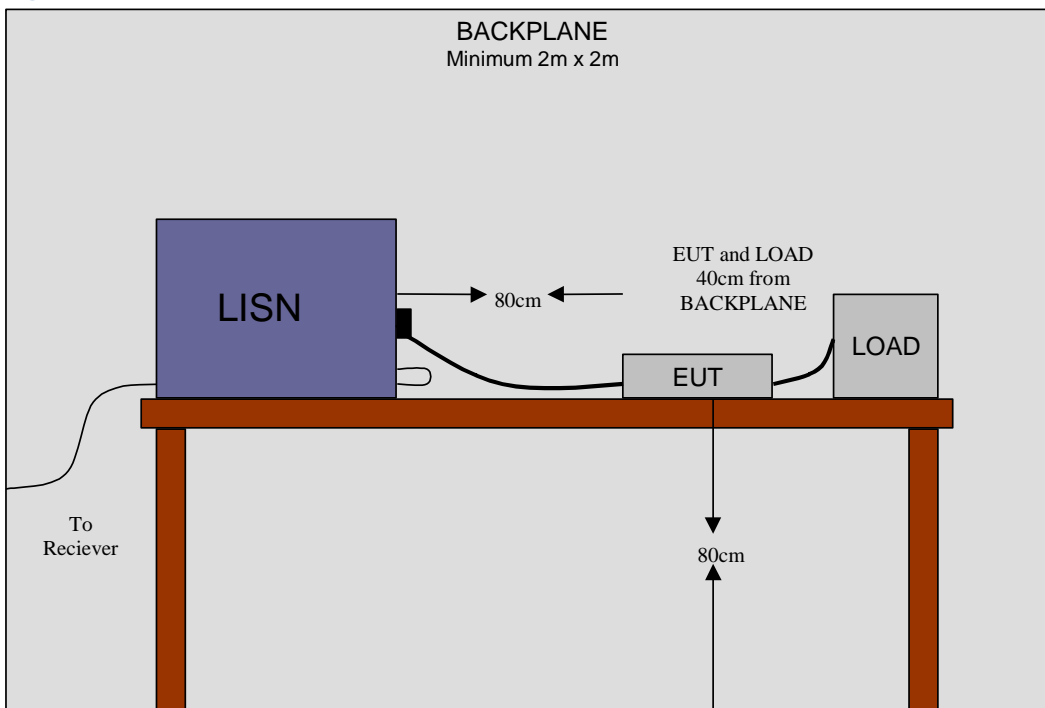 BACKPLANE
Minimum 2m x 2m
LISN
80cm
EUT and LOAD
40cm from
BACKPLANE
EUT
LOAD
To
Reciever
80cm